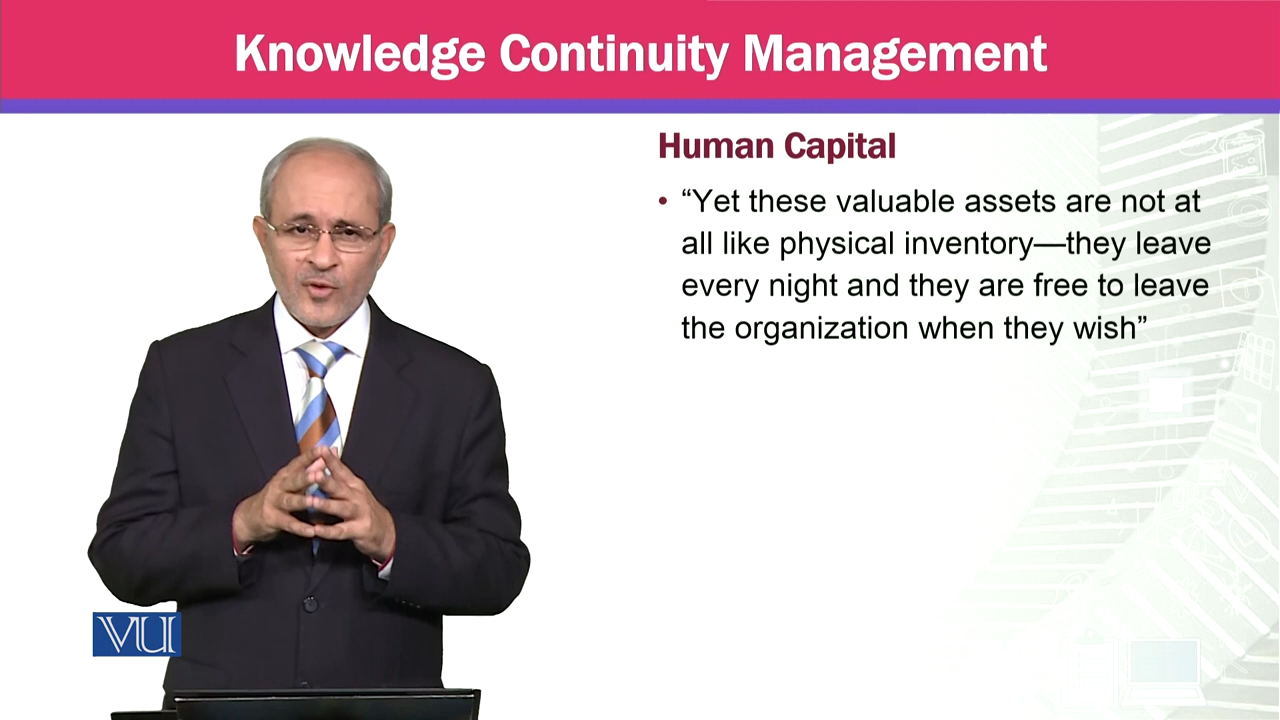 Knowledge Continuity Management
Human Capital
• “Yet these valuable assets are not at
all like physical inventory—they leave
every night and they are free to leave
the organization when they wish”
VU